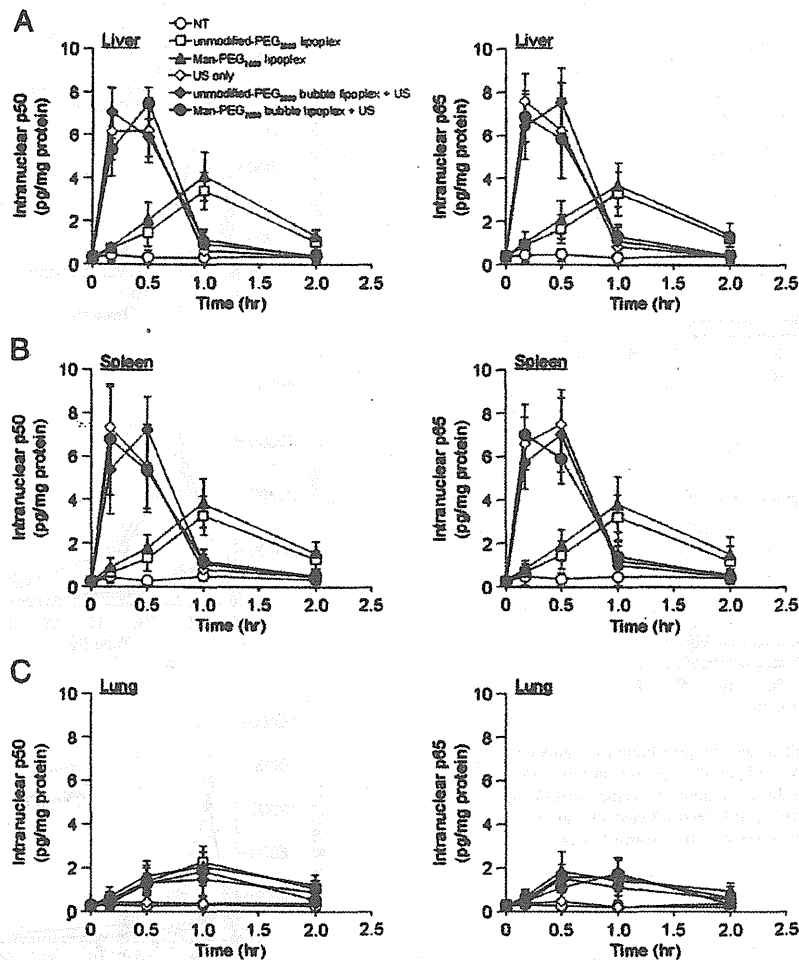 A
Liver
NT
unmodified-PEG2000 lipoplex
Man-PEG2000 lipoplex
US only
unmodified-PEG2000 bubble lipoplex + US
Man-PEG2000 bubble lipoplex + US
Intranuclear p50
(pg/mg protein)
10
8
6
4
2
0
0 0.5 1.0 1.5 2.0 2.5
Time (hr)
Liver
Intranuclear p65
(pg/mg protein)
10
8
6
4
2
0
0 0.5 1.0 1.5 2.0 2.5
Time (hr)
B
Spleen
Intranuclear p50
(pg/mg protein)
10
8
6
4
2
0
0 0.5 1.0 1.5 2.0 2.5
Time (hr)
Spleen
Intranuclear p65
(pg/mg protein)
10
8
6
4
2
0
0 0.5 1.0 1.5 2.0 2.5
Time (hr)
C
Lung
Intranuclear p50
(pg/mg protein)
10
8
6
4
2
0
0 0.5 1.0 1.5 2.0 2.5
Time (hr)
Lung
Intranuclear p65
(pg/mg protein)
10
8
6
4
2
0
0 0.5 1.0 1.5 2.0 2.5
Time (hr)